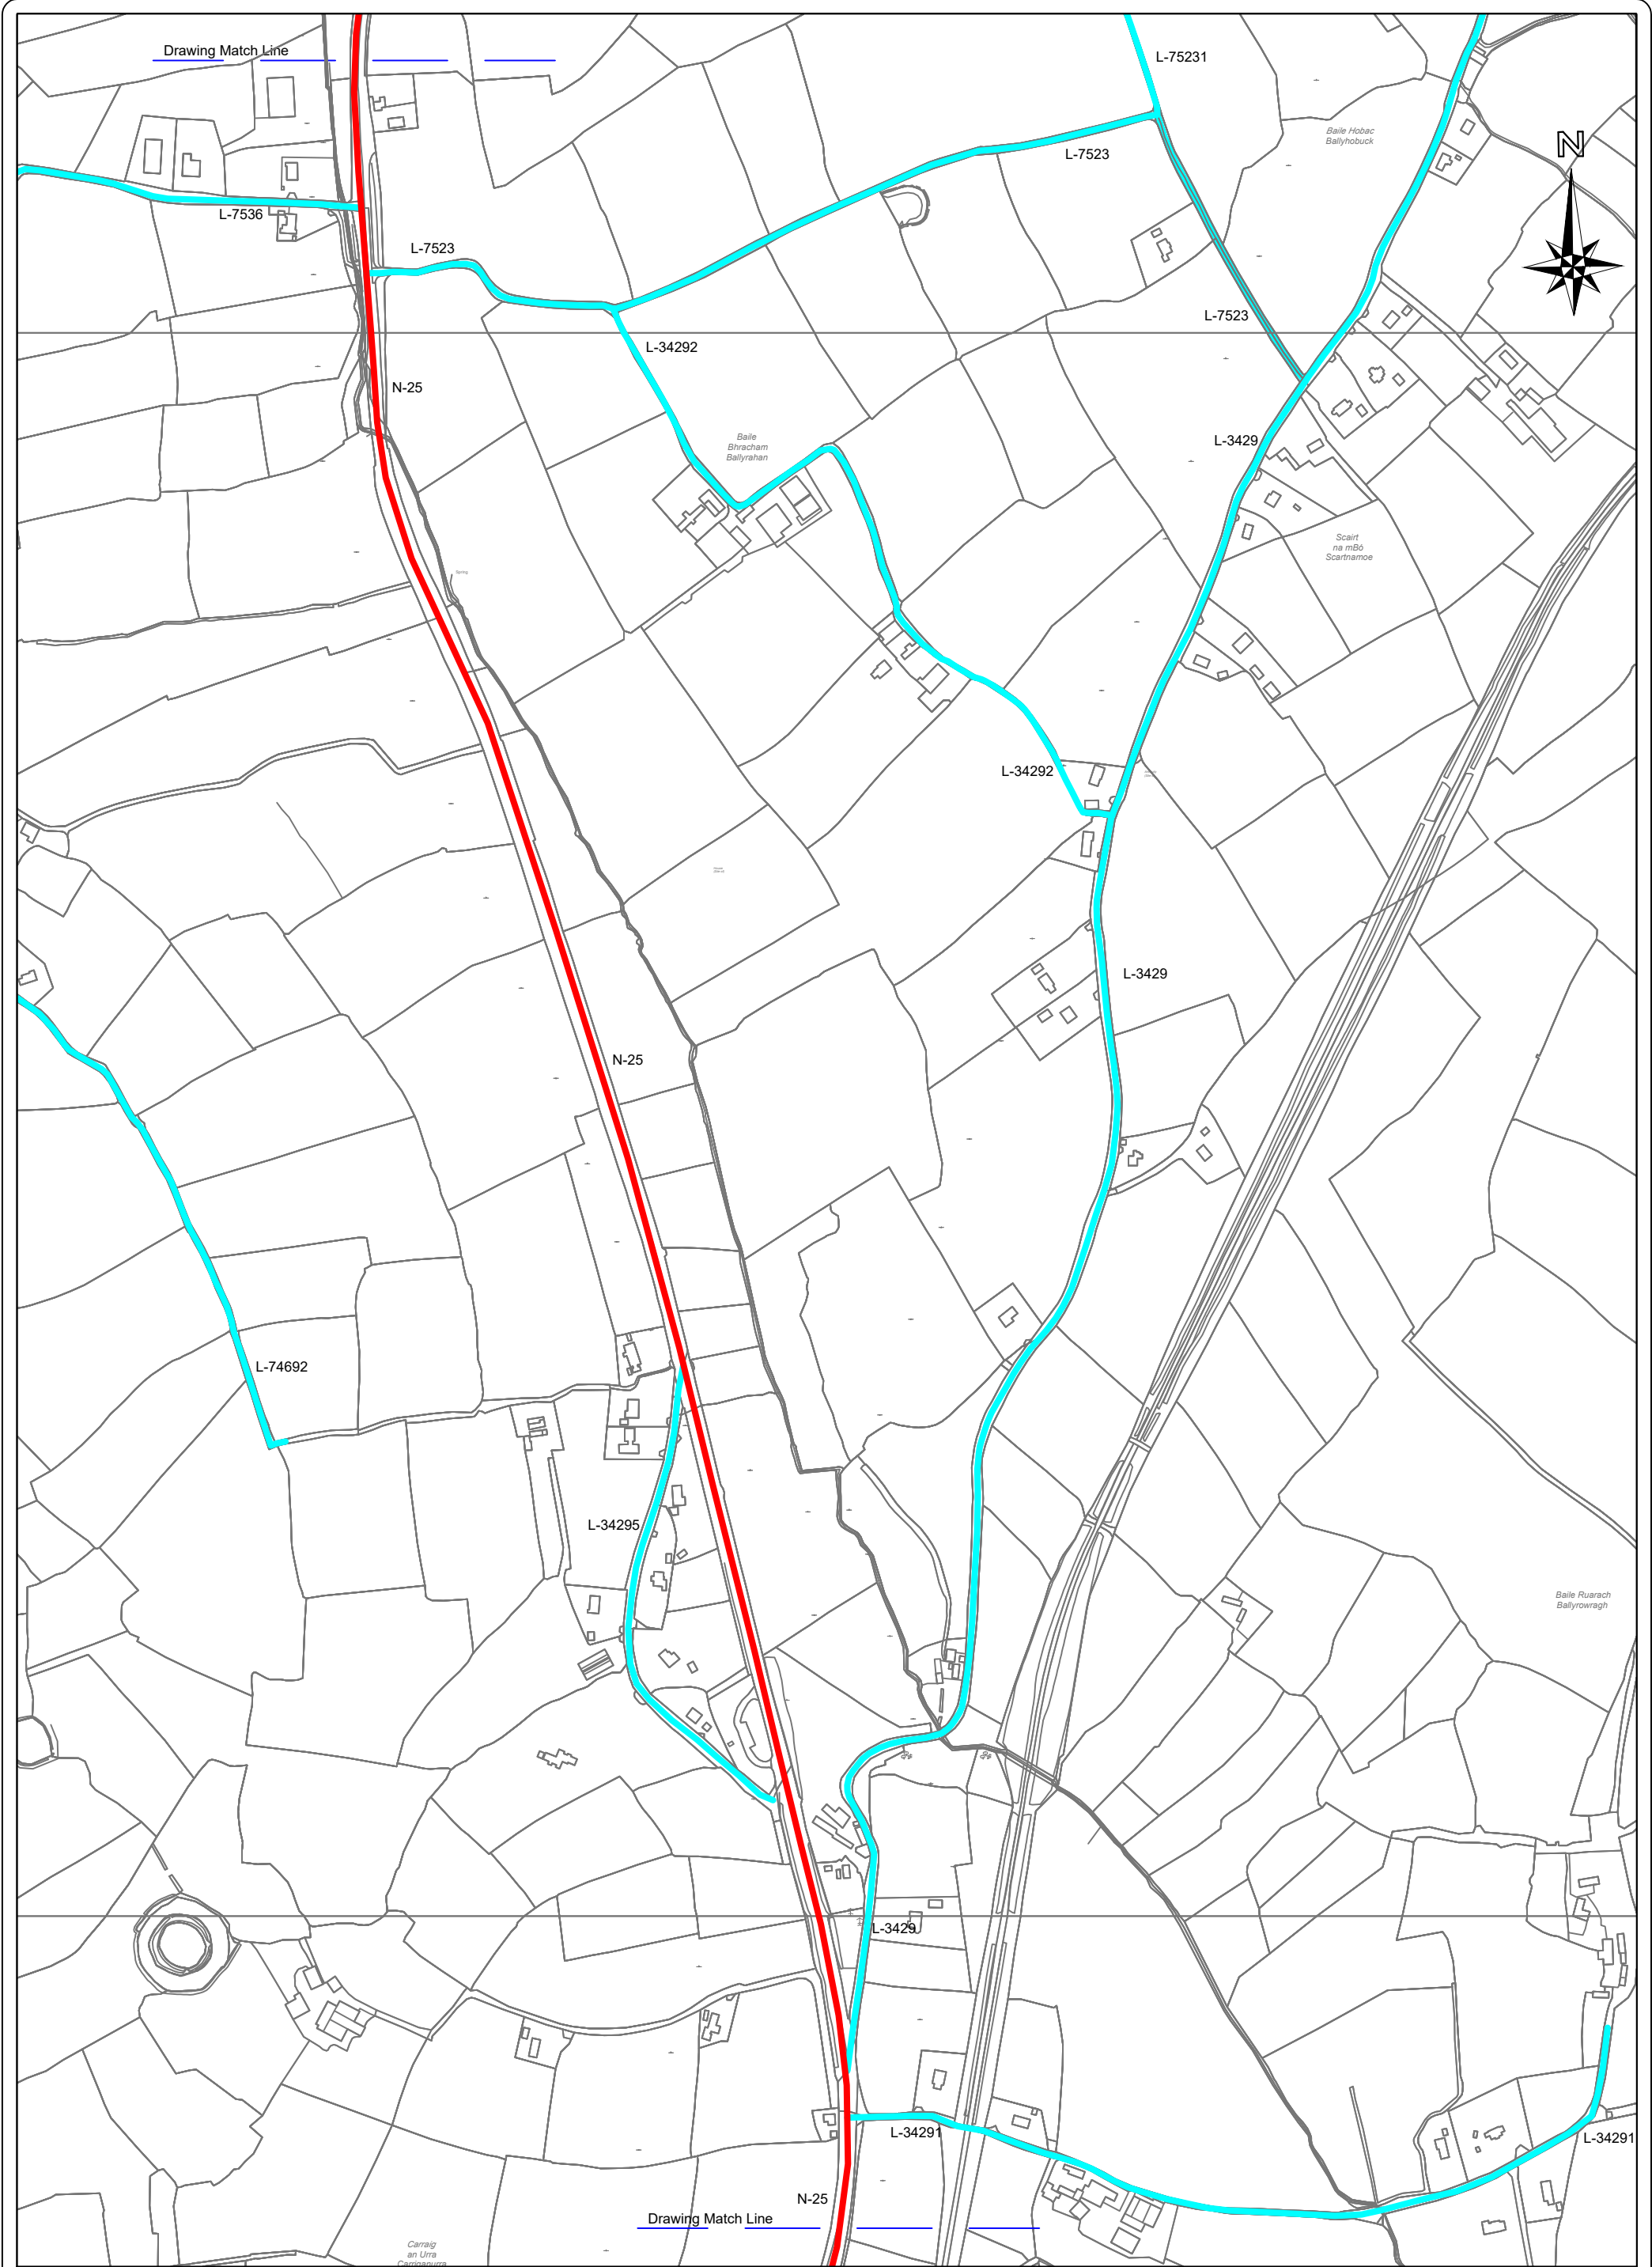 Drawing Match Line
L-75231
Baile Hobac
Ballyhobuck
N
L-7523
L-7536
L-7523
L-7523
L-34292
N-25
Baile
Bhracham
Ballyrahan
L-3429
Scairt
na mBó
Scartnamoe
Spring
L-34292
L-3429
N-25
L-74692
L-34295
Baile Ruarach
Ballyrowragh
L-3429
L-34291
L-34291
N-25
Drawing Match Line
Carraig
an Urra
Carriganurra